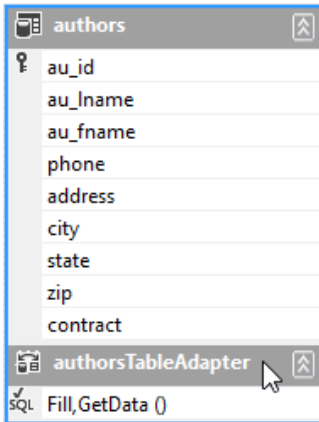 authors
au_id
au_lname
au_fname
phone
address
city
state
zip
contract
authorsTableAdapter
SQL Fill,GetData ()